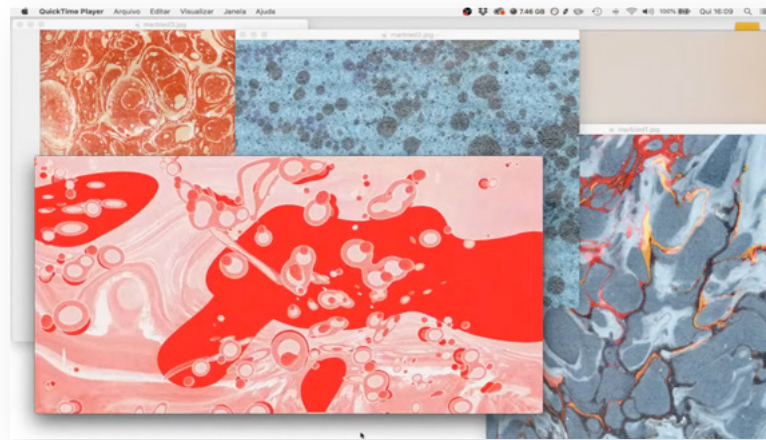 QuickTime Player Arquivo Editar Visualizar Janela Ajuda 7.46 GB 100% Qui 16:09
marbled3.jpg
marbled2.jpg
marbled1.jpg